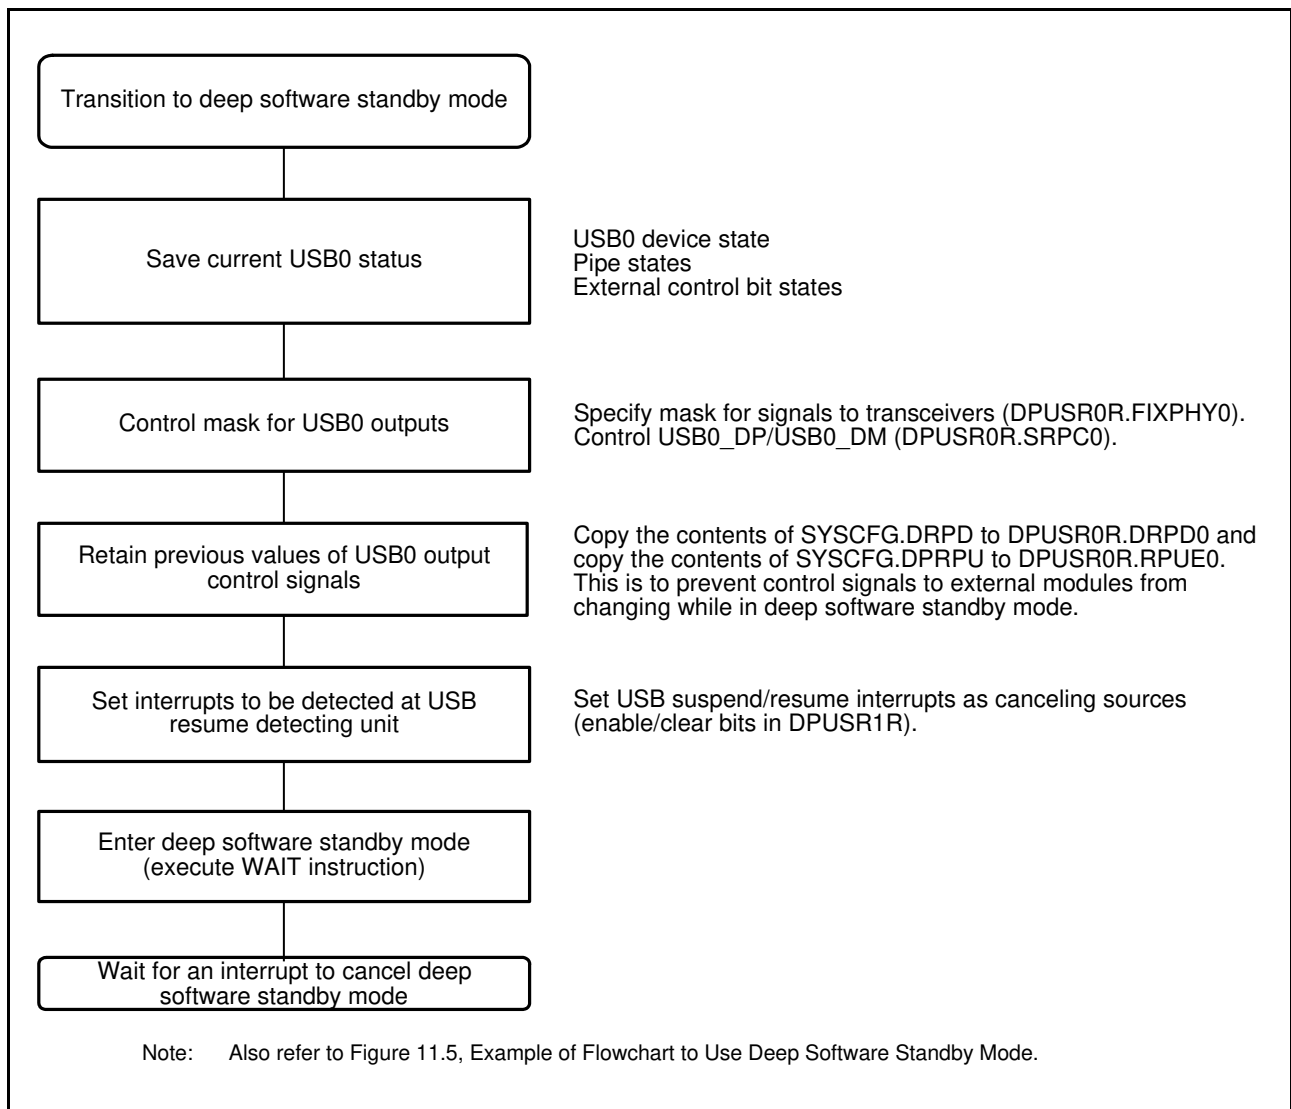 Transition to deep software standby mode
Save current USB0 status
USB0 device state
Pipe states
External control bit states
Control mask for USB0 outputs
Specify mask for signals to transceivers (DPUSR0R.FIXPHY0).
Control USB0_DP/USB0_DM (DPUSR0R.SRPC0).
Retain previous values of USB0 output
control signals
Copy the contents of SYSCFG.DRPD to DPUSR0R.DRPD0 and
copy the contents of SYSCFG.DPRPU to DPUSR0R.RPUE0.
This is to prevent control signals to external modules from
changing while in deep software standby mode.
Set interrupts to be detected at USB
resume detecting unit
Set USB suspend/resume interrupts as canceling sources
(enable/clear bits in DPUSR1R).
Enter deep software standby mode
(execute WAIT instruction)
Wait for an interrupt to cancel deep
software standby mode
Note: Also refer to Figure 11.5, Example of Flowchart to Use Deep Software Standby Mode.